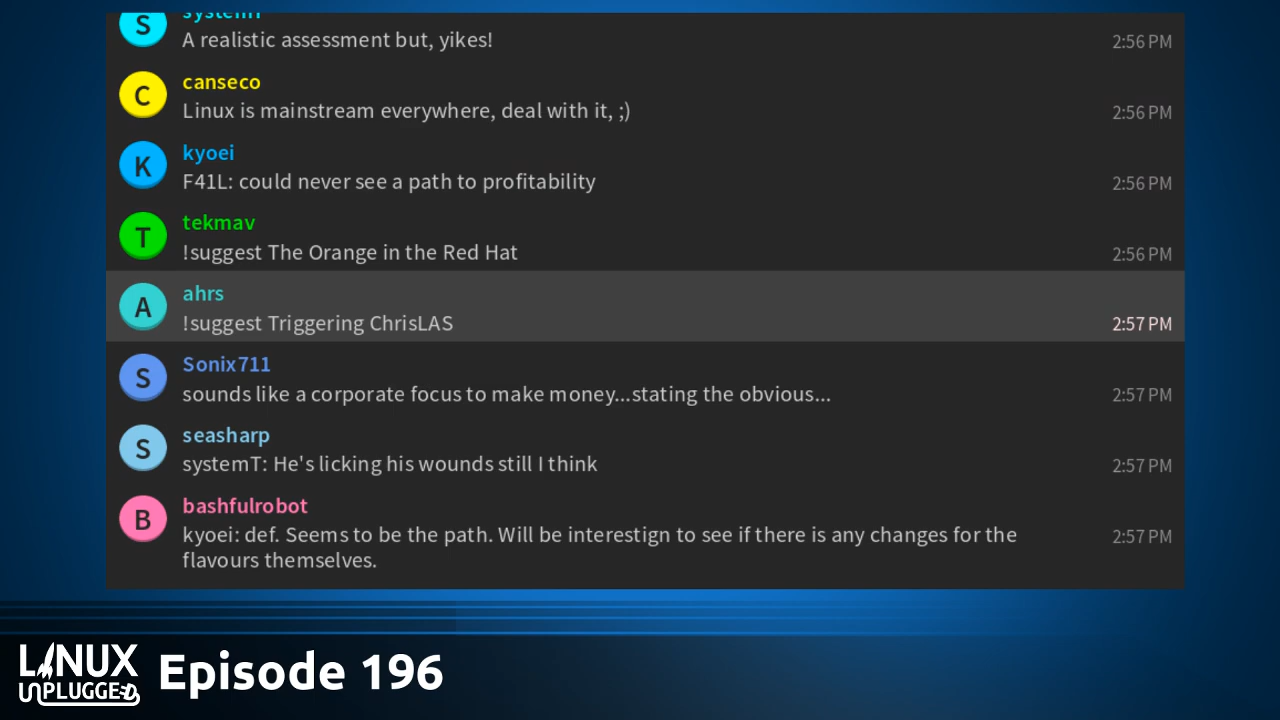 S
systemT
A realistic assessment but, yikes!
2:56 PM
C
canseco
Linux is mainstream everywhere, deal with it, ;)
2:56 PM
K
kyoei
F41L: could never see a path to profitability
2:56 PM
T
tekmav
!suggest The Orange in the Red Hat
2:56 PM
A
ahrs
!suggest Triggering ChrisLAS
2:57 PM
S
Sonix711
sounds like a corporate focus to make money...stating the obvious...
2:57 PM
S
seasharp
systemT: He's licking his wounds still I think
2:57 PM
B
bashfulrobot
kyoei: def. Seems to be the path. Will be interestign to see if there is any changes for the
2:57 PM
flavours themselves.
LINUX
UNPLUGGED
Episode 196